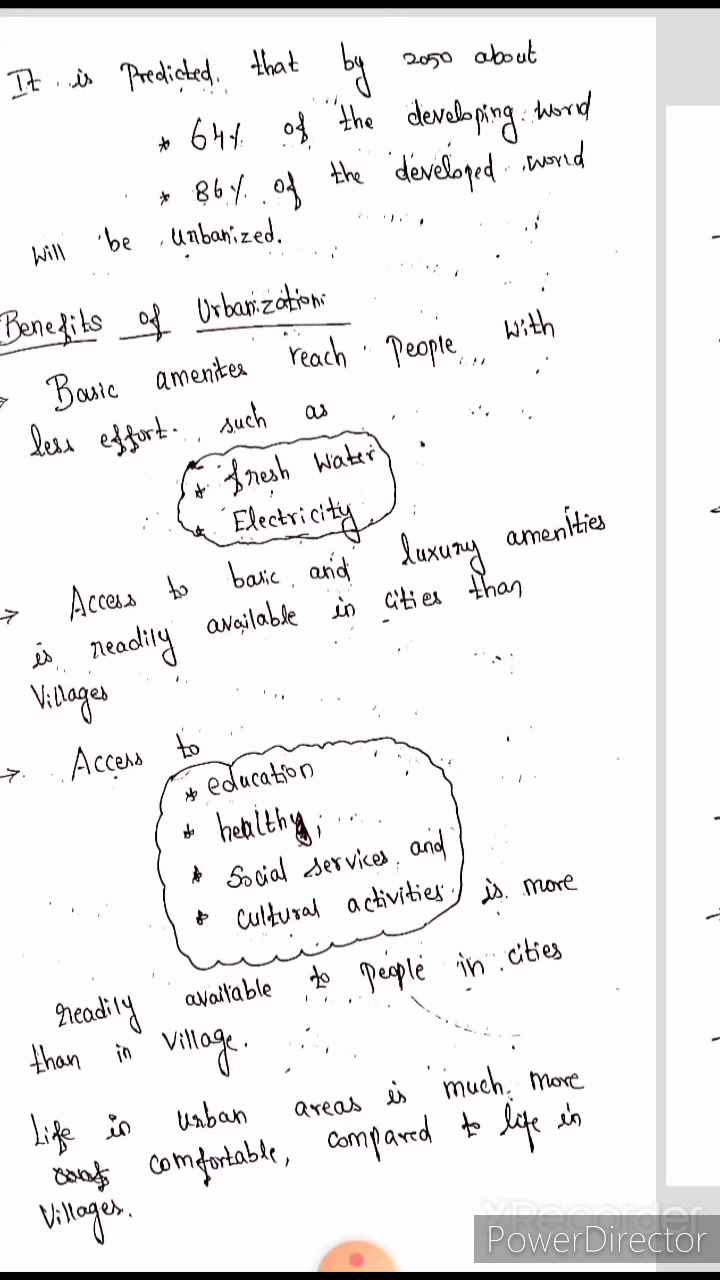 It is Predicted. that by 2050 about
* 64% of the developing word
* 86% of the developed world
will be urbanized.
Benefits of Urbanization:
→ Basic amenites reach People with
less effort. such as
* fresh Water
* Electricity
→ Access to basic and luxury amenities
is readily available in cities than
Villages
→ Access to
* education
* healthy,
* Social services and
* cultural activities is more
readily available to people in cities
than in village.
Life in urban areas is much more
comfortable, compared to life in
Villages.
XRecorder
PowerDirector